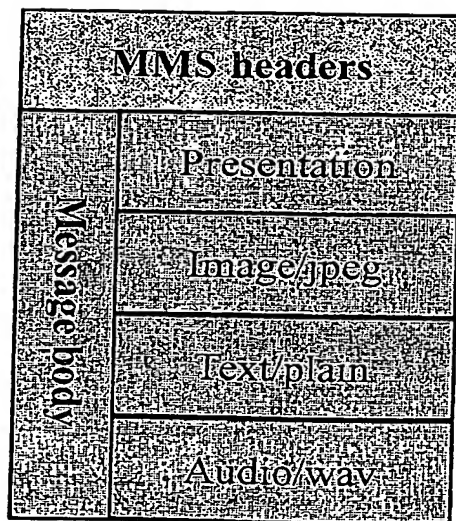 MMS headers
Message body
Presentation
Image/jpeg
Text/plain
Audio/wav